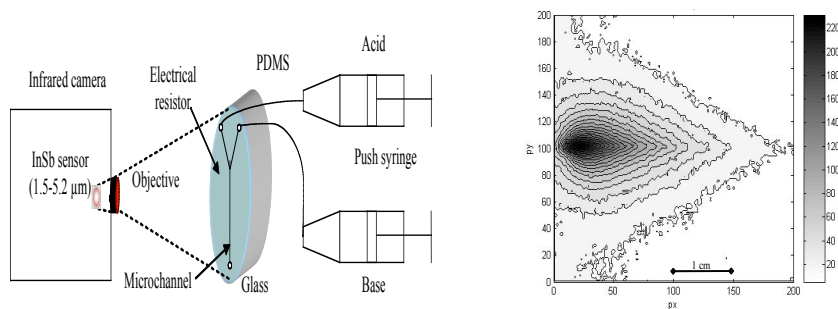 Acid
PDMS
Electrical
resistor
Infrared camera
InSb sensor
(1.5-5.2 µm)
Objective
Push syringe
Microchannel
Glass
Base
200
180
160
140
120
100
80
60
40
20
0
py
0
50
100
150
200
px
1 cm
220
200
180
160
140
120
100
80
60
40
20